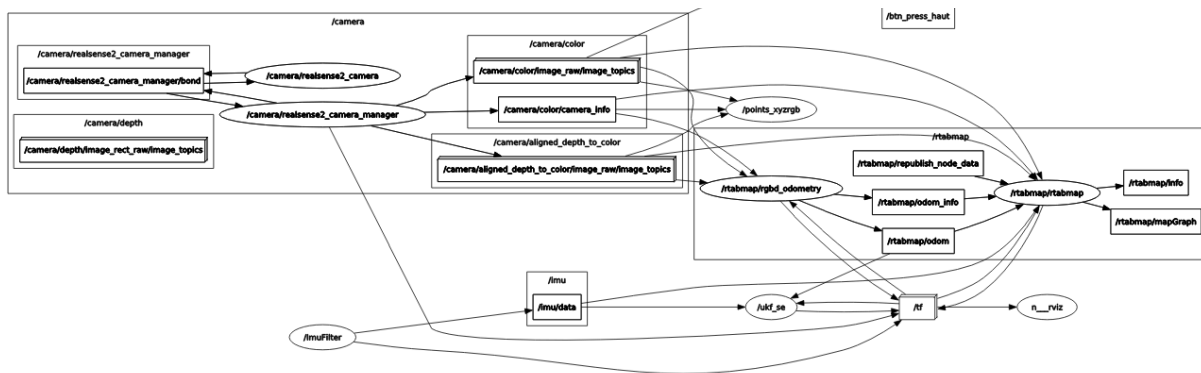 /camera
/btn_press_haut
/camera/realsense2_camera_manager
/camera/color
/camera/realsense2_camera_manager/bond
/camera/realsense2_camera
/camera/color/image_raw/image_topics
/camera/realsense2_camera_manager
/camera/color/camera_info
/points_xyzrgb
/camera/depth
/camera/depth/image_rect_raw/image_topics
/camera/aligned_depth_to_color
/camera/aligned_depth_to_color/image_raw/image_topics
/rtabmap
/rtabmap/republish_node_data
/rtabmap/rgbd_odometry
/rtabmap/odom_info
/rtabmap/rtabmap
/rtabmap/info
/rtabmap/mapGraph
/rtabmap/odom
/imu
/imu/data
/ukf_se
/tf
n___rviz
/ImuFilter